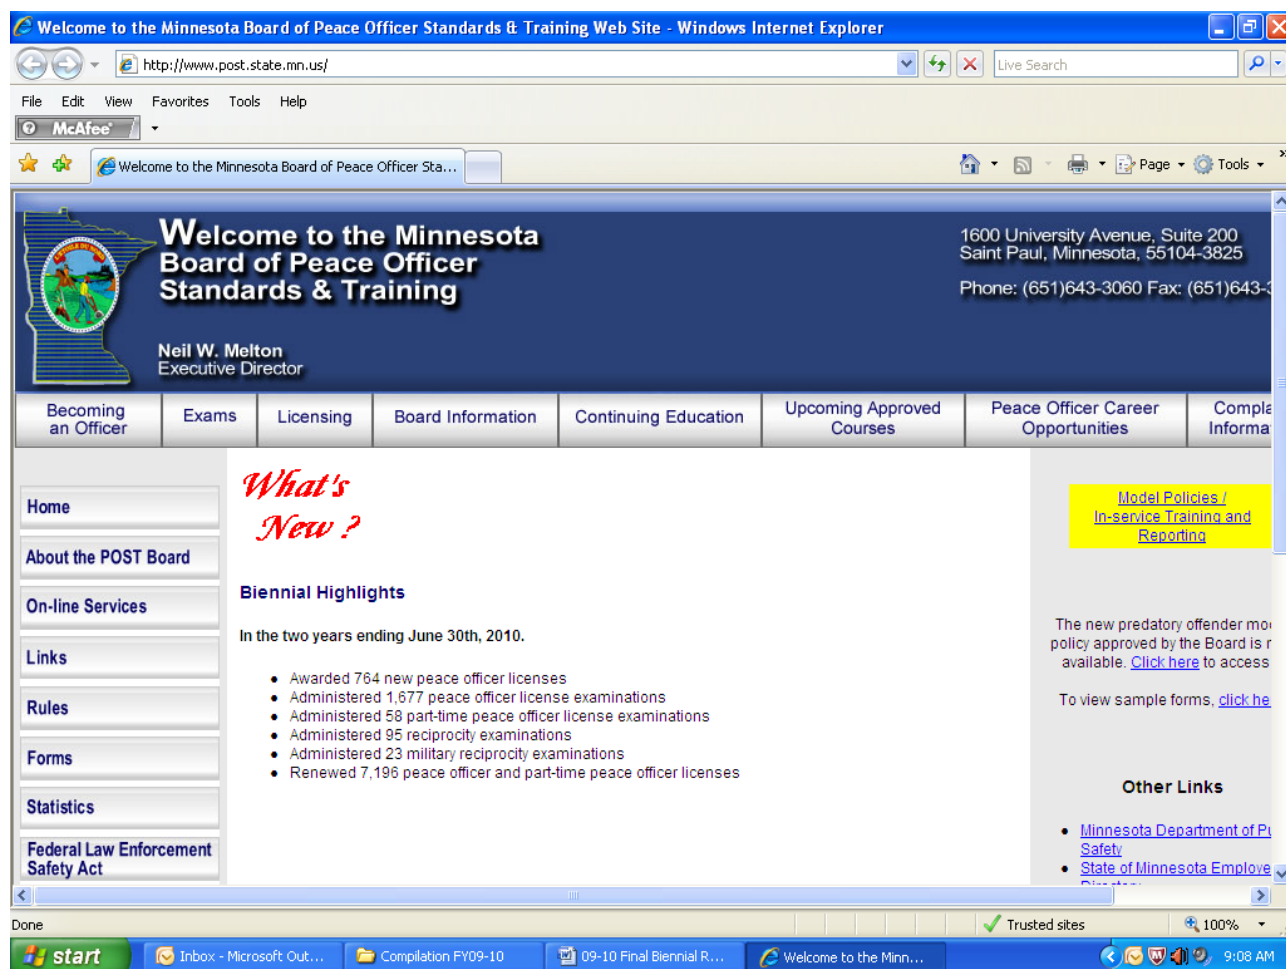 Welcome to the Minnesota Board of Peace Officer Standards & Training Web Site - Windows Internet Explorer
http://www.post.state.mn.us/
Live Search
File Edit View Favorites Tools Help
McAfee
Welcome to the Minnesota Board of Peace Officer Sta...
Page Tools
Welcome to the Minnesota
Board of Peace Officer
Standards & Training
Neil W. Melton
Executive Director
1600 University Avenue, Suite 200
Saint Paul, Minnesota, 55104-3825
Phone: (651)643-3060 Fax: (651)643-3
Becoming
an Officer
Exams
Licensing
Board Information
Continuing Education
Upcoming Approved
Courses
Peace Officer Career
Opportunities
Compla
Informa
Home
About the POST Board
On-line Services
Links
Rules
Forms
Statistics
Federal Law Enforcement
Safety Act
What's
New ?
Biennial Highlights
In the two years ending June 30th, 2010.
• Awarded 764 new peace officer licenses
• Administered 1,677 peace officer license examinations
• Administered 58 part-time peace officer license examinations
• Administered 95 reciprocity examinations
• Administered 23 military reciprocity examinations
• Renewed 7,196 peace officer and part-time peace officer licenses
Model Policies /
In-service Training and
Reporting
The new predatory offender mo
policy approved by the Board is
available. Click here to access
To view sample forms, click he
Other Links
• Minnesota Department of Pu
Safety
• State of Minnesota Employe
Done
Trusted sites
100%
start
Inbox - Microsoft Out...
Compilation FY09-10
09-10 Final Biennial R...
Welcome to the Minn...
9:08 AM